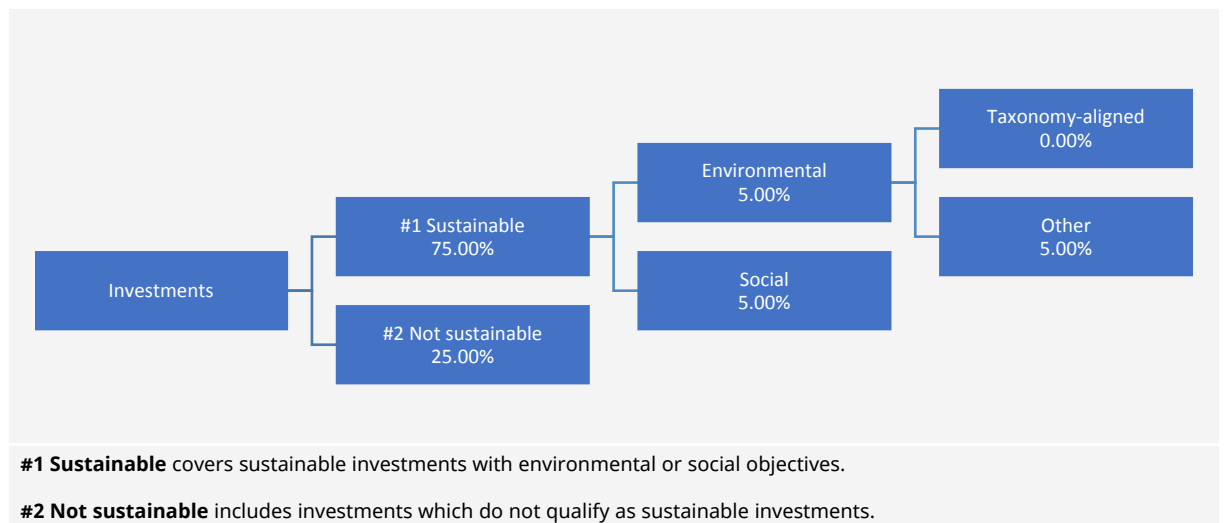 Investments
#1 Sustainable
75.00%
#2 Not sustainable
25.00%
Environmental
5.00%
Social
5.00%
Taxonomy-aligned
0.00%
Other
5.00%
#1 Sustainable covers sustainable investments with environmental or social objectives.
#2 Not sustainable includes investments which do not qualify as sustainable investments.